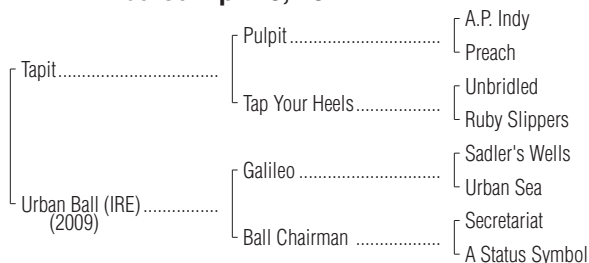 A.P. Indy
Pulpit
Preach
Tapit
Unbridled
Tap Your Heels
Ruby Slippers
Sadler's Wells
Galileo
Urban Sea
Urban Ball (IRE)
(2009)
Secretariat
Ball Chairman
A Status Symbol